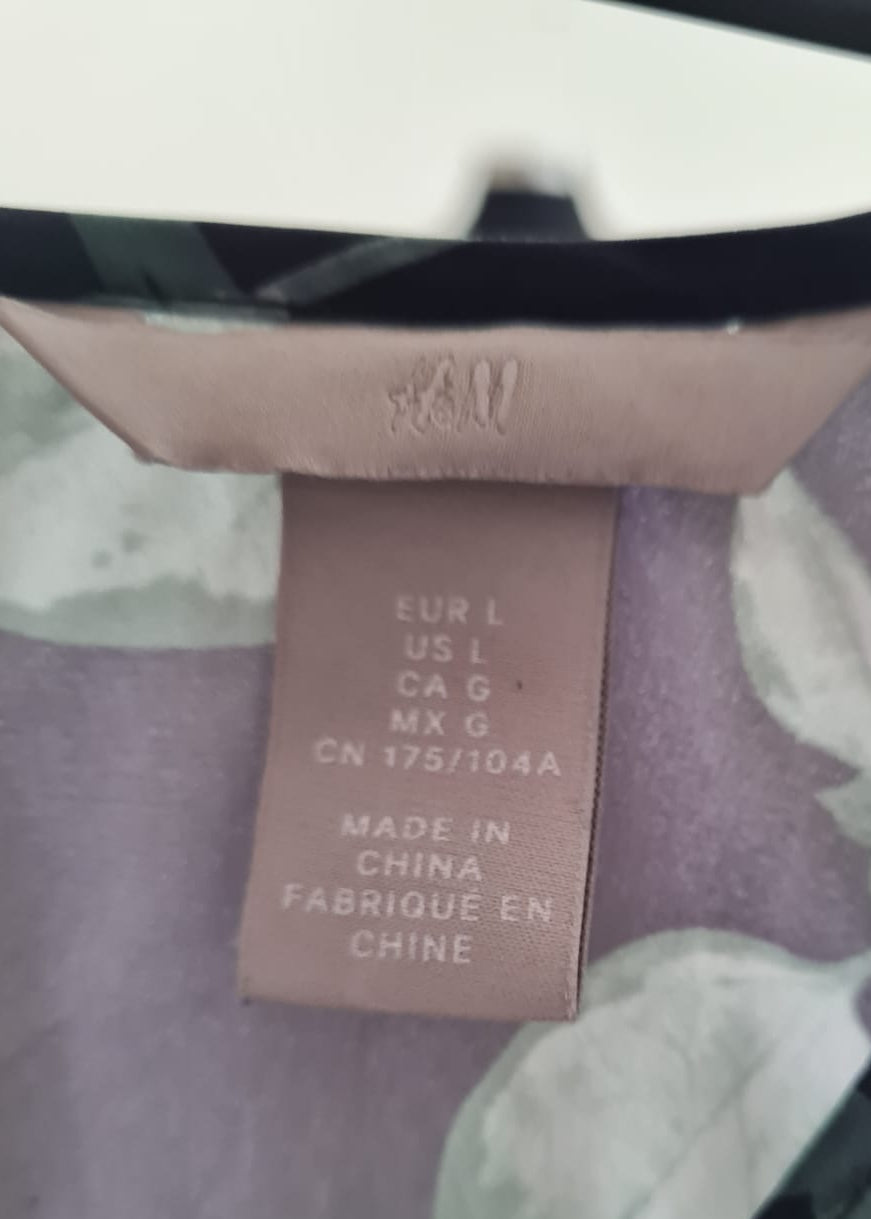 H&M
EUR L
US L
CA G
MX G
CN 175/104A
MADE IN
CHINA
FABRIQUÉ EN
CHINE